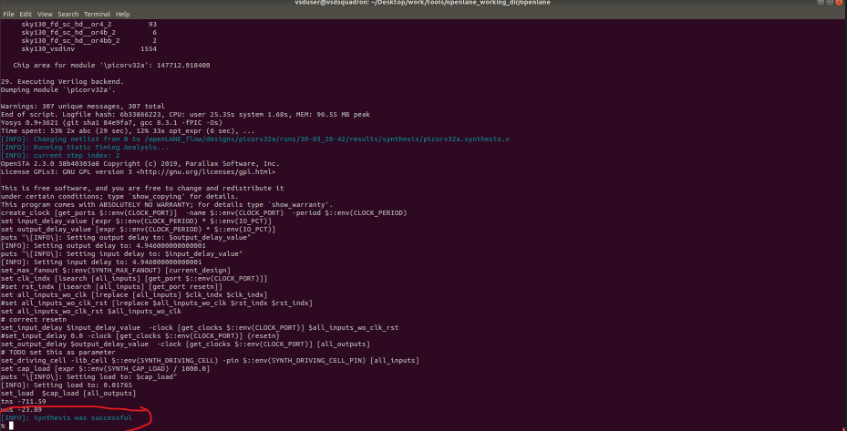 vsduser@vsdsquadron: ~/Desktop/work/tools/openlane_working_dir/openlane
File Edit View Search Terminal Help
sky130_fd_sc_hd__or4_2 93
sky130_fd_sc_hd__or4b_2 6
sky130_fd_sc_hd__or4bb_2 2
sky130_vsdinv 1554
Chip area for module '\picorv32a': 147712.918400
29. Executing Verilog backend.
Dumping module `\picorv32a'.
Warnings: 307 unique messages, 307 total
End of script. Logfile hash: 6b33866223, CPU: user 25.35s system 1.68s, MEM: 96.55 MB peak
Yosys 0.9+3621 (git sha1 84e9fa7, gcc 8.3.1 -fPIC -Os)
Time spent: 53% 2x abc (29 sec), 12% 33x opt_expr (6 sec), ...
[INFO]: Changing netlist from 0 to /openLANE_flow/designs/picorv32a/runs/30-03_20-42/results/synthesis/picorv32a.synthesis.v
[INFO]: Running Static Timing Analysis...
[INFO]: current step index: 2
OpenSTA 2.3.0 38b40303a8 Copyright (c) 2019, Parallax Software, Inc.
License GPLv3: GNU GPL version 3 <http://gnu.org/licenses/gpl.html>
This is free software, and you are free to change and redistribute it
under certain conditions; type `show_copying' for details.
This program comes with ABSOLUTELY NO WARRANTY; for details type `show_warranty'.
create_clock [get_ports $::env(CLOCK_PORT)] -name $::env(CLOCK_PORT) -period $::env(CLOCK_PERIOD)
set input_delay_value [expr $::env(CLOCK_PERIOD) * $::env(IO_PCT)]
set output_delay_value [expr $::env(CLOCK_PERIOD) * $::env(IO_PCT)]
puts "\[INFO\]: Setting output delay to: $output_delay_value"
[INFO]: Setting output delay to: 4.946000000000001
puts "\[INFO\]: Setting input delay to: $input_delay_value"
[INFO]: Setting input delay to: 4.946000000000001
set_max_fanout $::env(SYNTH_MAX_FANOUT) [current_design]
set clk_indx [lsearch [all_inputs] [get_port $::env(CLOCK_PORT)]]
#set rst_indx [lsearch [all_inputs] [get_port resetn]]
set all_inputs_wo_clk [lreplace [all_inputs] $clk_indx $clk_indx]
#set all_inputs_wo_clk_rst [lreplace $all_inputs_wo_clk $rst_indx $rst_indx]
set all_inputs_wo_clk_rst $all_inputs_wo_clk
# correct resetn
set_input_delay $input_delay_value -clock [get_clocks $::env(CLOCK_PORT)] $all_inputs_wo_clk_rst
#set_input_delay 0.0 -clock [get_clocks $::env(CLOCK_PORT)] {resetn}
set_output_delay $output_delay_value -clock [get_clocks $::env(CLOCK_PORT)] [all_outputs]
# TODO set this as parameter
set_driving_cell -lib_cell $::env(SYNTH_DRIVING_CELL) -pin $::env(SYNTH_DRIVING_CELL_PIN) [all_inputs]
set cap_load [expr $::env(SYNTH_CAP_LOAD) / 1000.0]
puts "\[INFO\]: Setting load to: $cap_load"
[INFO]: Setting load to: 0.01765
set_load $cap_load [all_outputs]
tns -711.59
wns -23.89
[INFO]: Synthesis was successful
%